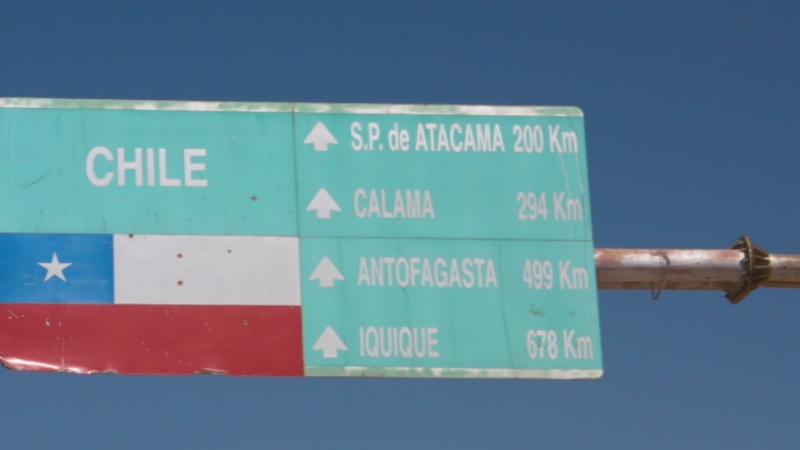 CHILE
S.P. de ATACAMA 200 Km
CALAMA 294 Km
ANTOFAGASTA 499 Km
IQUIQUE 678 Km